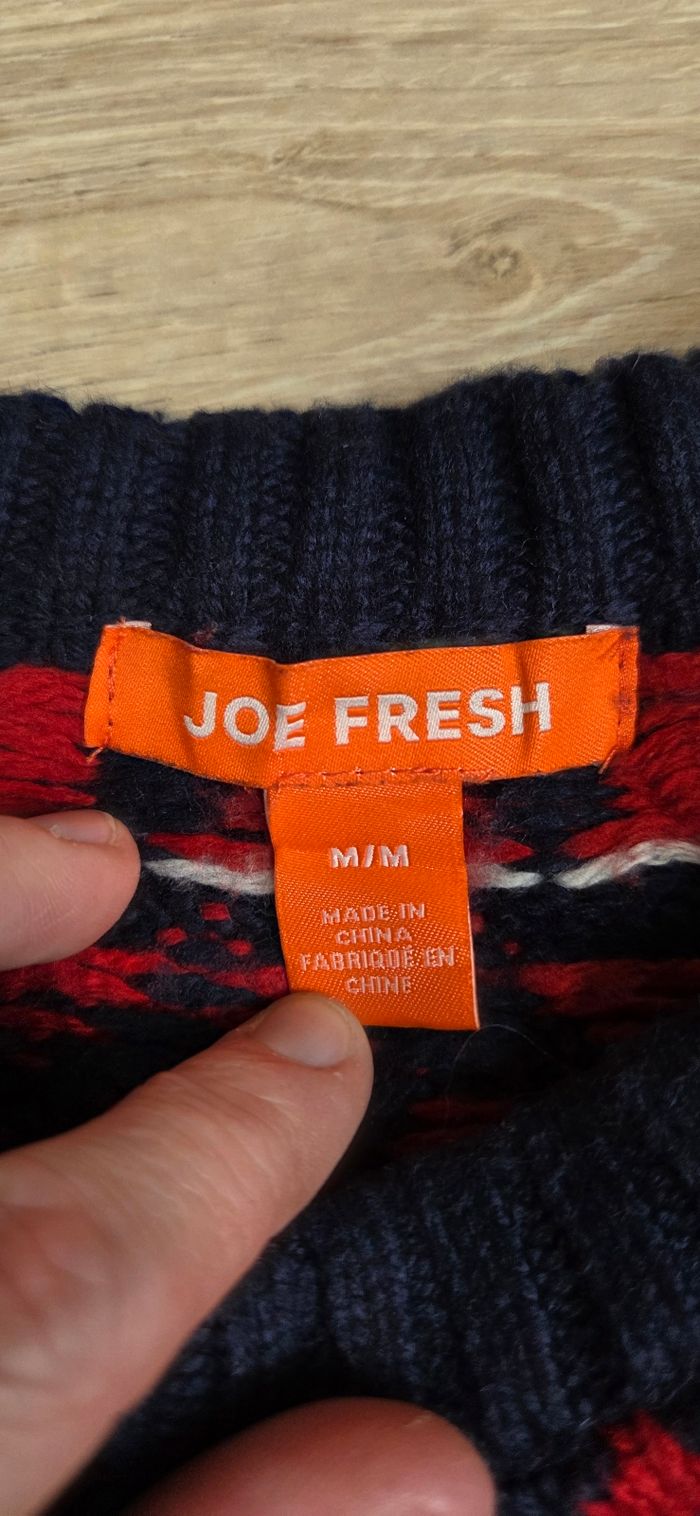 JOE FRESH
M/M
MADE IN
CHINA
FABRIQUÉ EN
CHINE